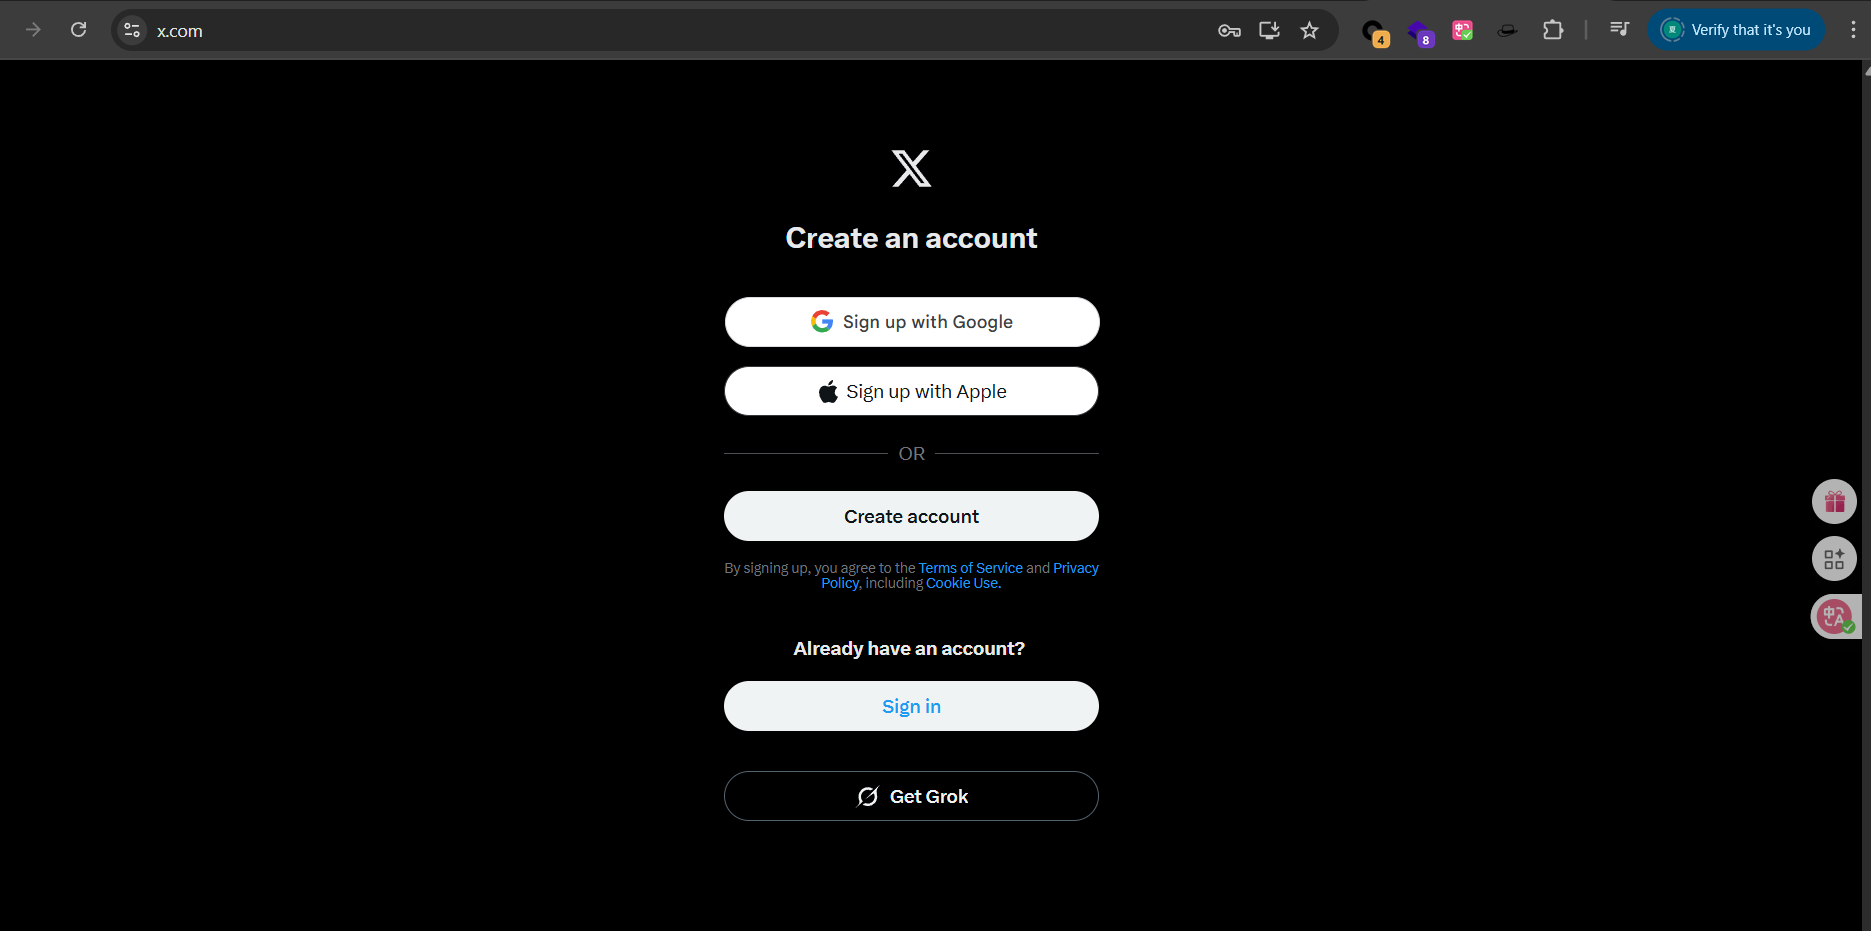 x.com
4
8
Verify that it's you
Create an account
Sign up with Google
Sign up with Apple
OR
Create account
By signing up, you agree to the Terms of Service and Privacy
Policy, including Cookie Use.
Already have an account?
Sign in
Get Grok
中A